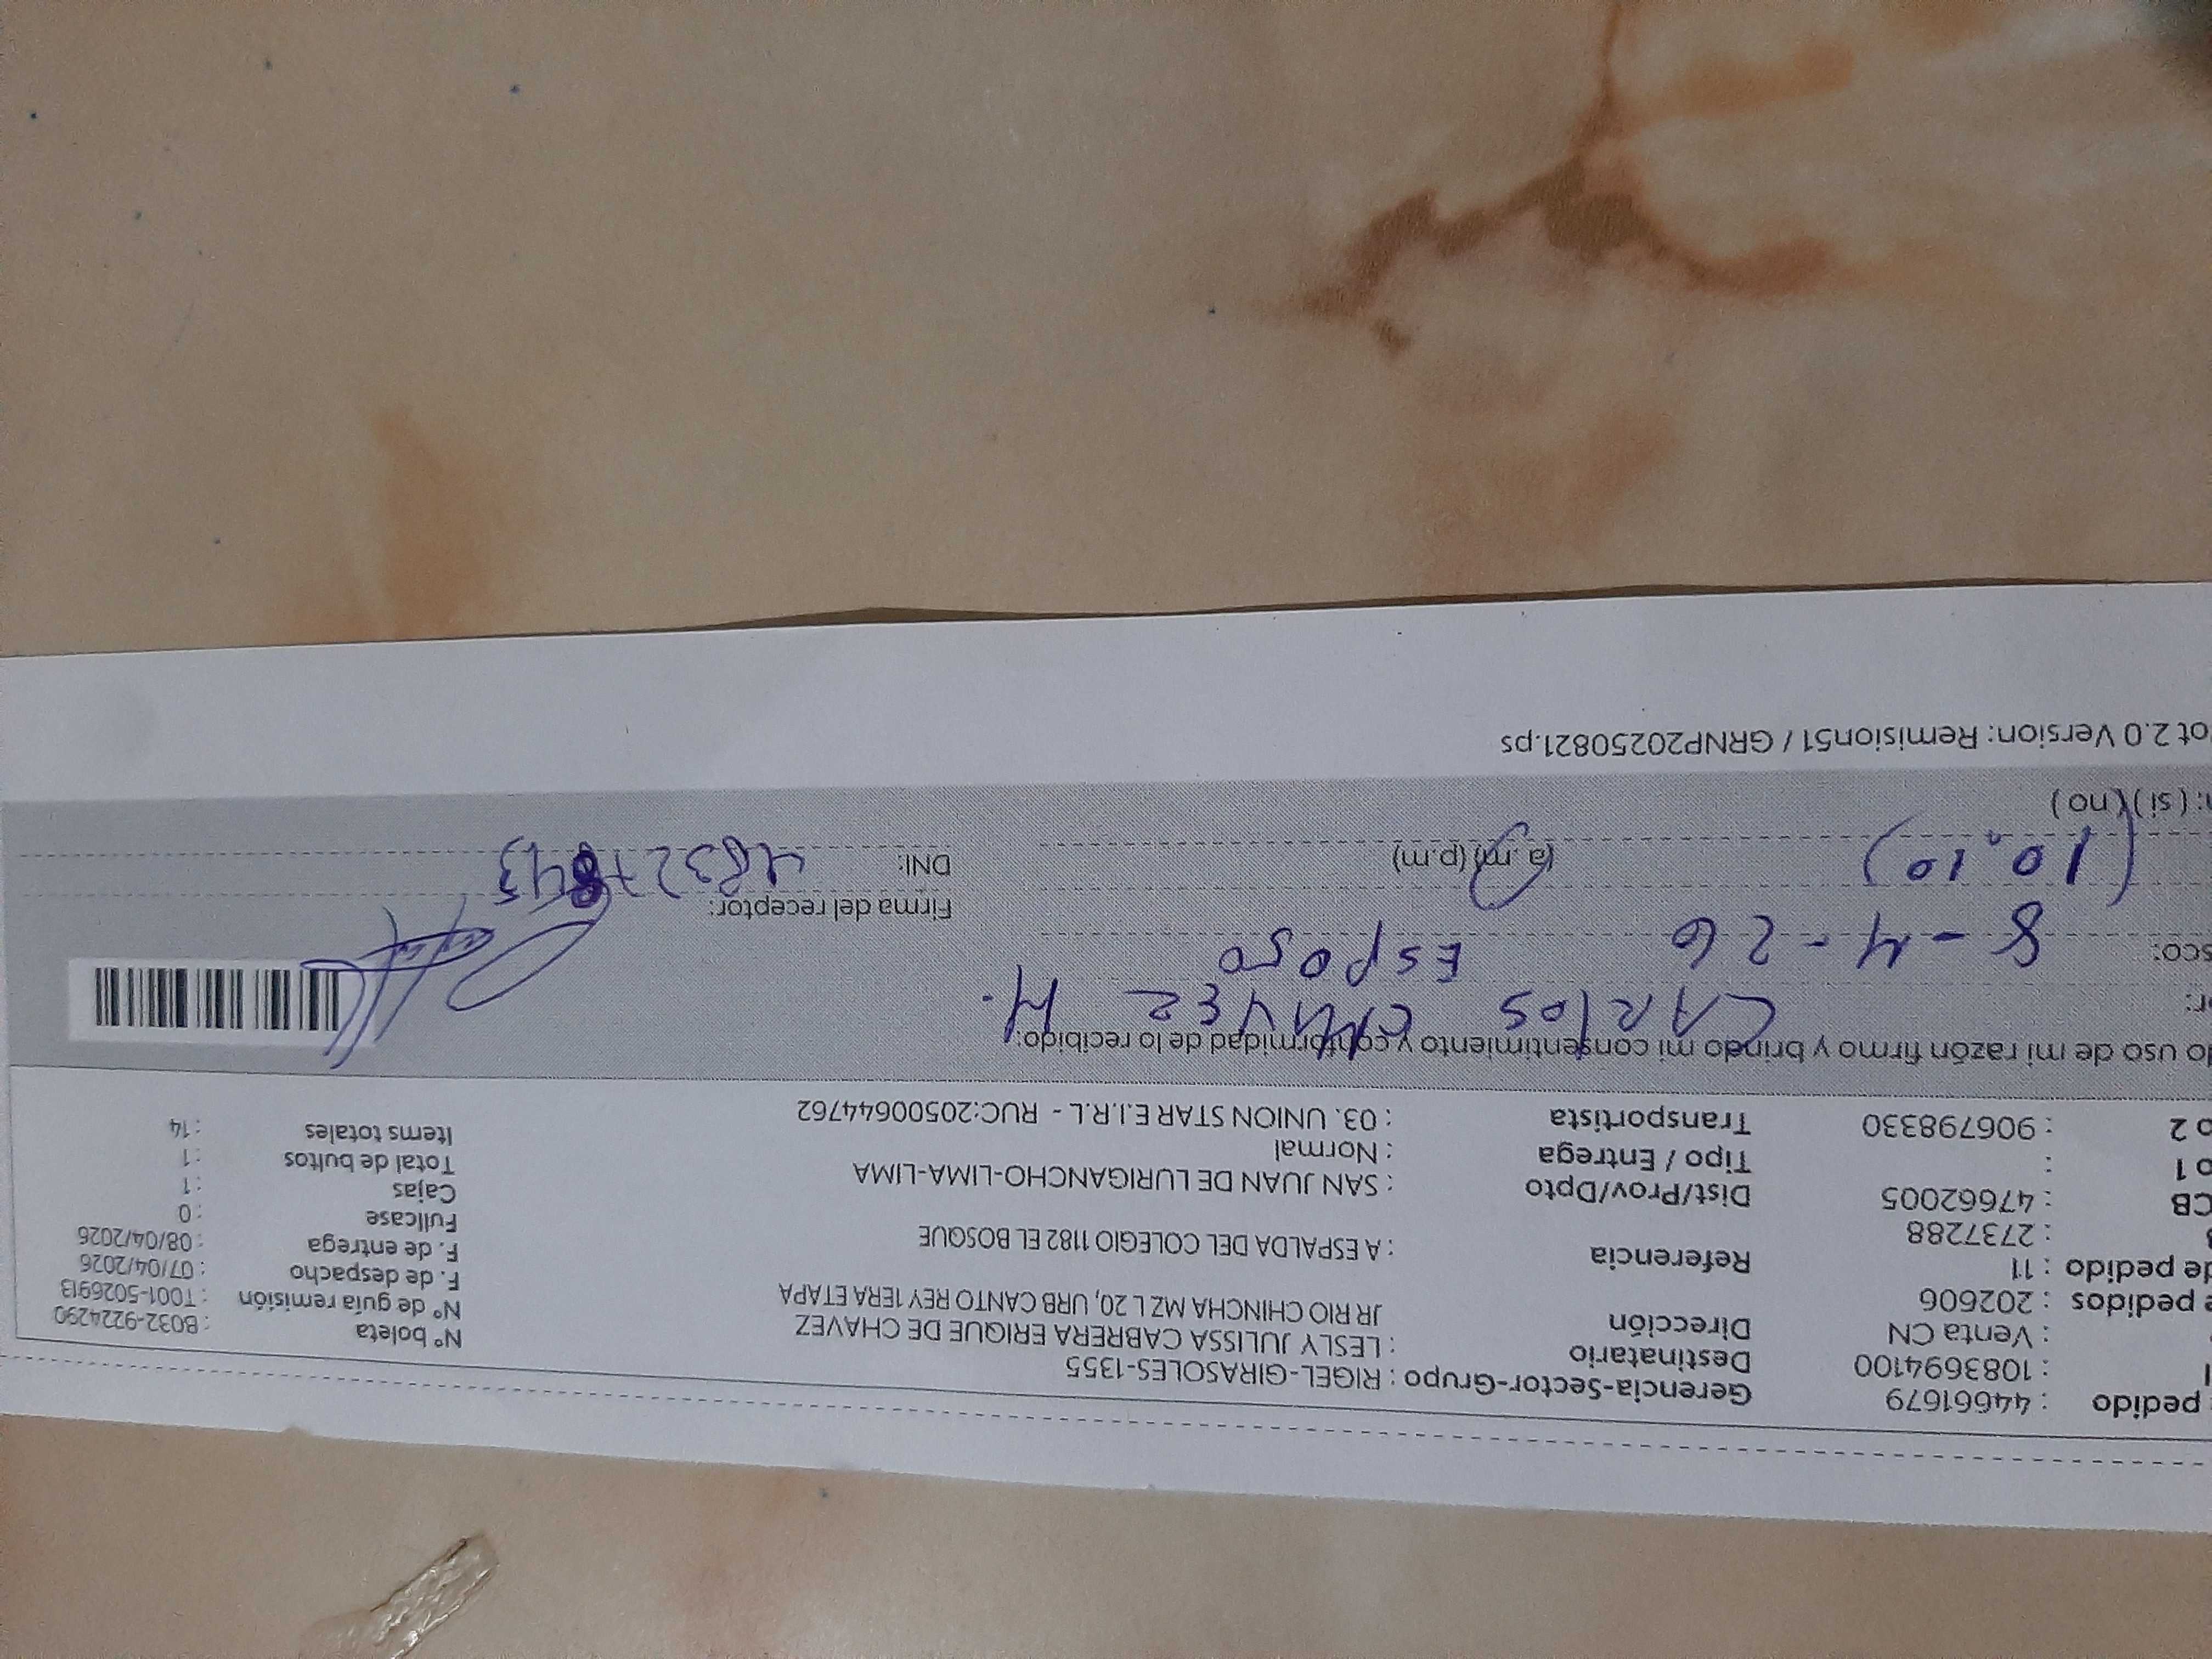 pedido : 44661679 Gerencia-Sector-Grupo : RIGEL-GIRASOLES-1355 Nº boleta : B032-9224290
: 1083694100 Destinatario : LESLY JULISSA CABRERA ERIQUE DE CHAVEZ Nº de guía remisión : T001-5026913
: Venta CN Dirección JR RIO CHINCHA MZ L 20, URB CANTO REY 1ERA ETAPA F. de despacho : 07/04/2026
e pedidos : 202606 F. de entrega : 08/04/2026
de pedido : 11 Referencia : A ESPALDA DEL COLEGIO 1182 EL BOSQUE Fullcase : 0
: 2737288 Cajas : 1
CB : 47662005 Dist/Prov/Dpto : SAN JUAN DE LURIGANCHO-LIMA-LIMA Total de bultos : 1
o 1 : Tipo / Entrega : Normal Items totales : 14
o 2 : 906798330 Transportista : 03. UNION STAR E.I.R.L - RUC:20500644762
do uso de mi razón firmo y brindo mi consentimiento y conformidad de lo recibido:
or: CARlos CHAVEZ H.
sco: 8-4-26 Esposo Firma del receptor:
(10:10) (a.m) (p.m) DNI:
n: (si) (no)
ot 2.0 Version: Remision51 / GRNP20250821.ps